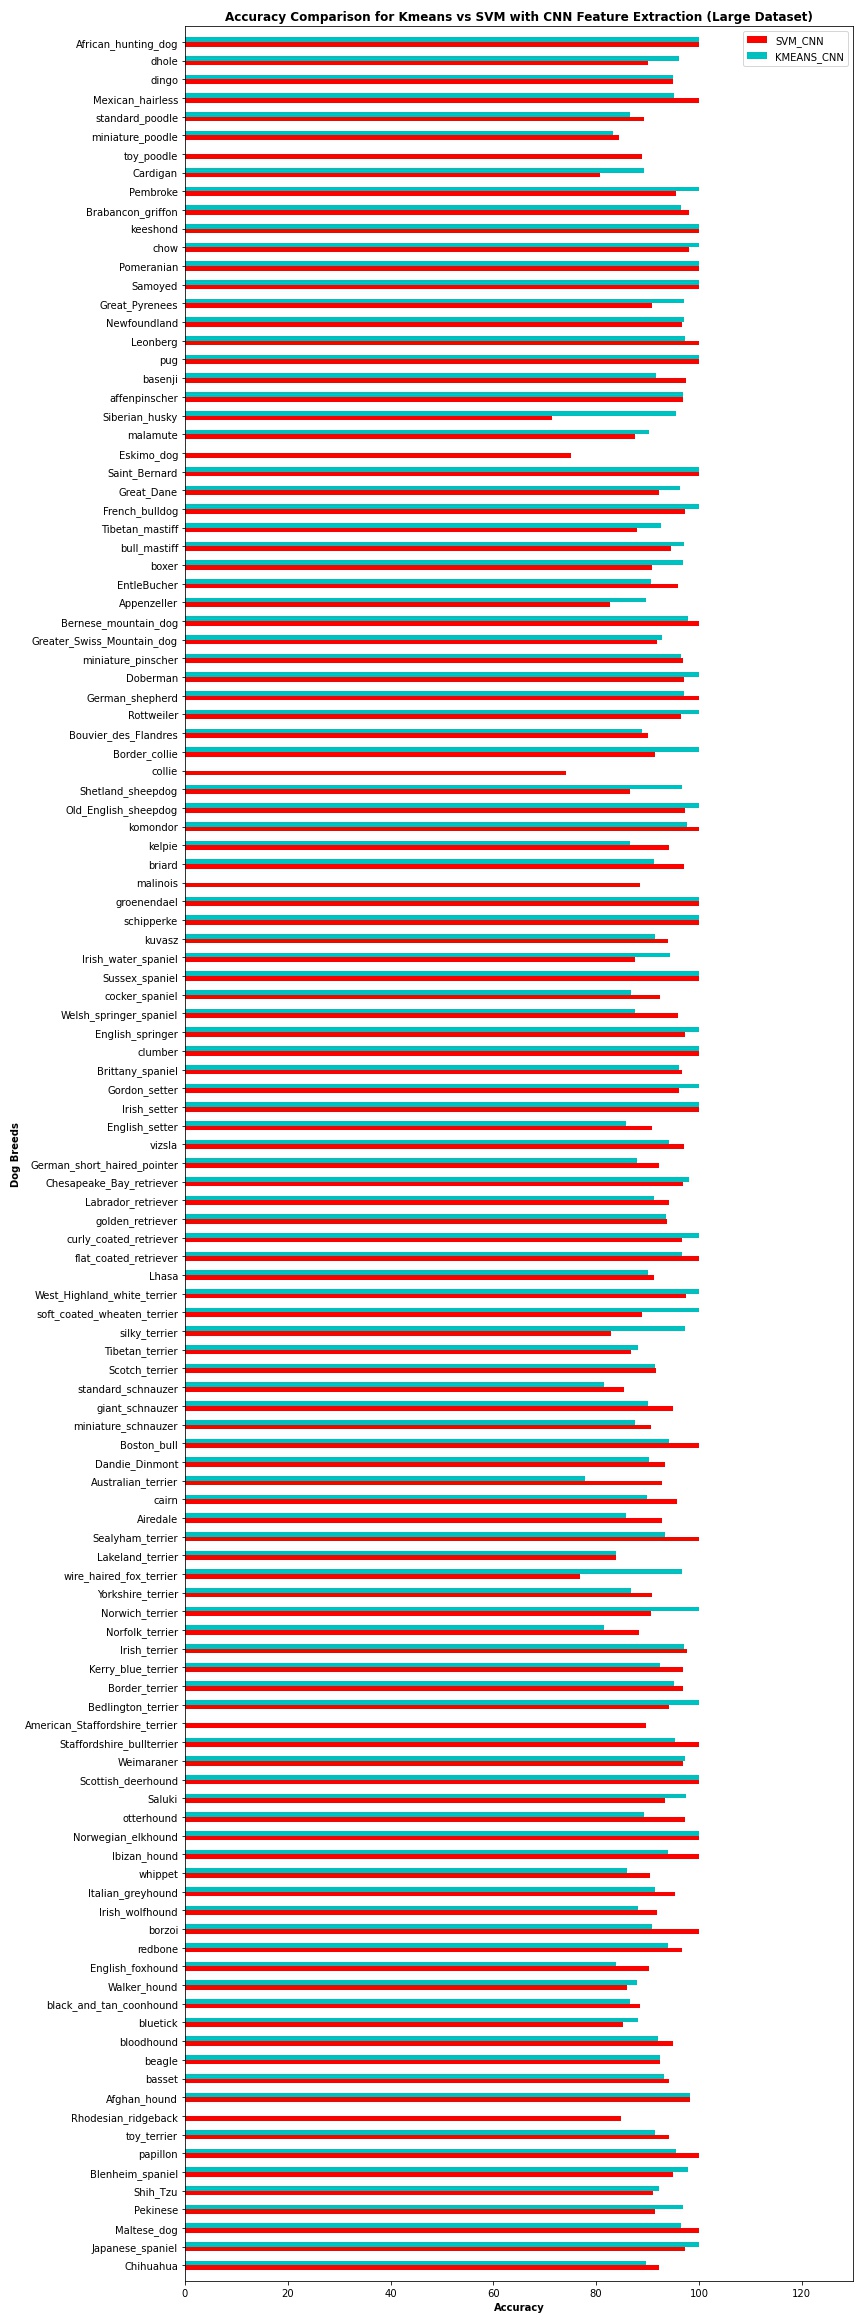 Accuracy Comparison for Kmeans vs SVM with CNN Feature Extraction (Large Dataset)
SVM_CNN
KMEANS_CNN
African_hunting_dog
dhole
dingo
Mexican_hairless
standard_poodle
miniature_poodle
toy_poodle
Cardigan
Pembroke
Brabancon_griffon
keeshond
chow
Pomeranian
Samoyed
Great_Pyrenees
Newfoundland
Leonberg
pug
basenji
affenpinscher
Siberian_husky
malamute
Eskimo_dog
Saint_Bernard
Great_Dane
French_bulldog
Tibetan_mastiff
bull_mastiff
boxer
EntleBucher
Appenzeller
Bernese_mountain_dog
Greater_Swiss_Mountain_dog
miniature_pinscher
Doberman
German_shepherd
Rottweiler
Bouvier_des_Flandres
Border_collie
collie
Shetland_sheepdog
Old_English_sheepdog
komondor
kelpie
briard
malinois
groenendael
schipperke
kuvasz
Irish_water_spaniel
Sussex_spaniel
cocker_spaniel
Welsh_springer_spaniel
English_springer
clumber
Brittany_spaniel
Gordon_setter
Irish_setter
English_setter
vizsla
German_short_haired_pointer
Chesapeake_Bay_retriever
Labrador_retriever
golden_retriever
curly_coated_retriever
flat_coated_retriever
Lhasa
West_Highland_white_terrier
soft_coated_wheaten_terrier
silky_terrier
Tibetan_terrier
Scotch_terrier
standard_schnauzer
giant_schnauzer
miniature_schnauzer
Boston_bull
Dandie_Dinmont
Australian_terrier
cairn
Airedale
Sealyham_terrier
Lakeland_terrier
wire_haired_fox_terrier
Yorkshire_terrier
Norwich_terrier
Norfolk_terrier
Irish_terrier
Kerry_blue_terrier
Border_terrier
Bedlington_terrier
American_Staffordshire_terrier
Staffordshire_bullterrier
Weimaraner
Scottish_deerhound
Saluki
otterhound
Norwegian_elkhound
Ibizan_hound
whippet
Italian_greyhound
Irish_wolfhound
borzoi
redbone
English_foxhound
Walker_hound
black_and_tan_coonhound
bluetick
bloodhound
beagle
basset
Afghan_hound
Rhodesian_ridgeback
toy_terrier
papillon
Blenheim_spaniel
Shih_Tzu
Pekinese
Maltese_dog
Japanese_spaniel
Chihuahua
Dog Breeds
0 20 40 60 80 100 120
Accuracy